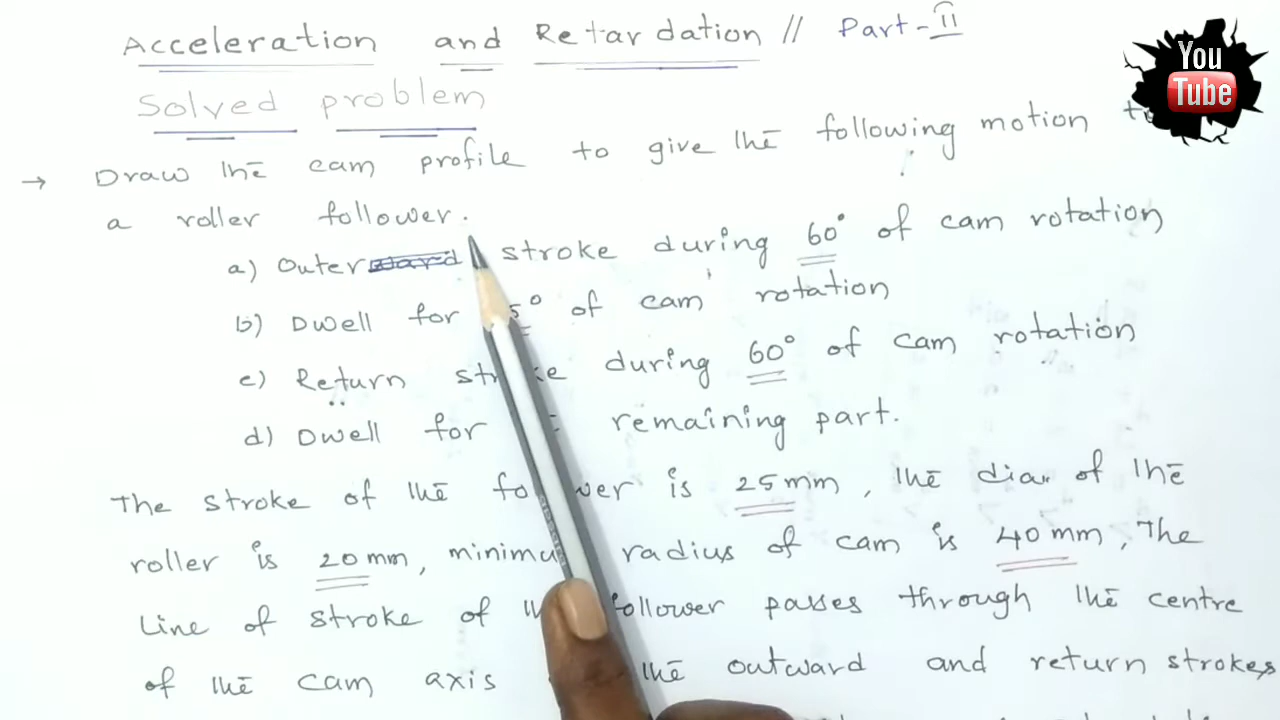 Acceleration and Retardation // Part-II
You
Tube
Solved problem
→ Draw the cam profile to give the following motion
a roller follower.
a) Outer stroke during 60° of cam rotation
b) Dwell for 5° of cam rotation
c) Return during 60° of cam rotation
d) Dwell for remaining part.
The stroke of the is 25mm, the dia. of the
roller is 20mm, radius of cam is 40mm, The
Line of stroke of follower passes through the centre
of the cam axis the outward and return strokes